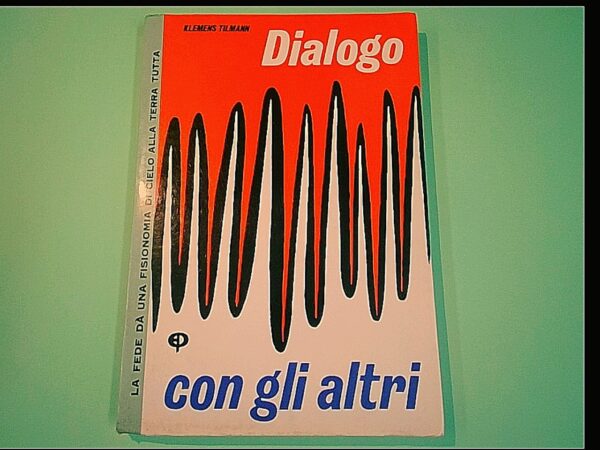 KLEMENS TILMANN
Dialogo
con gli altri
LA FEDE DÀ UNA FISIONOMIA DI CIELO ALLA TERRA TUTTA